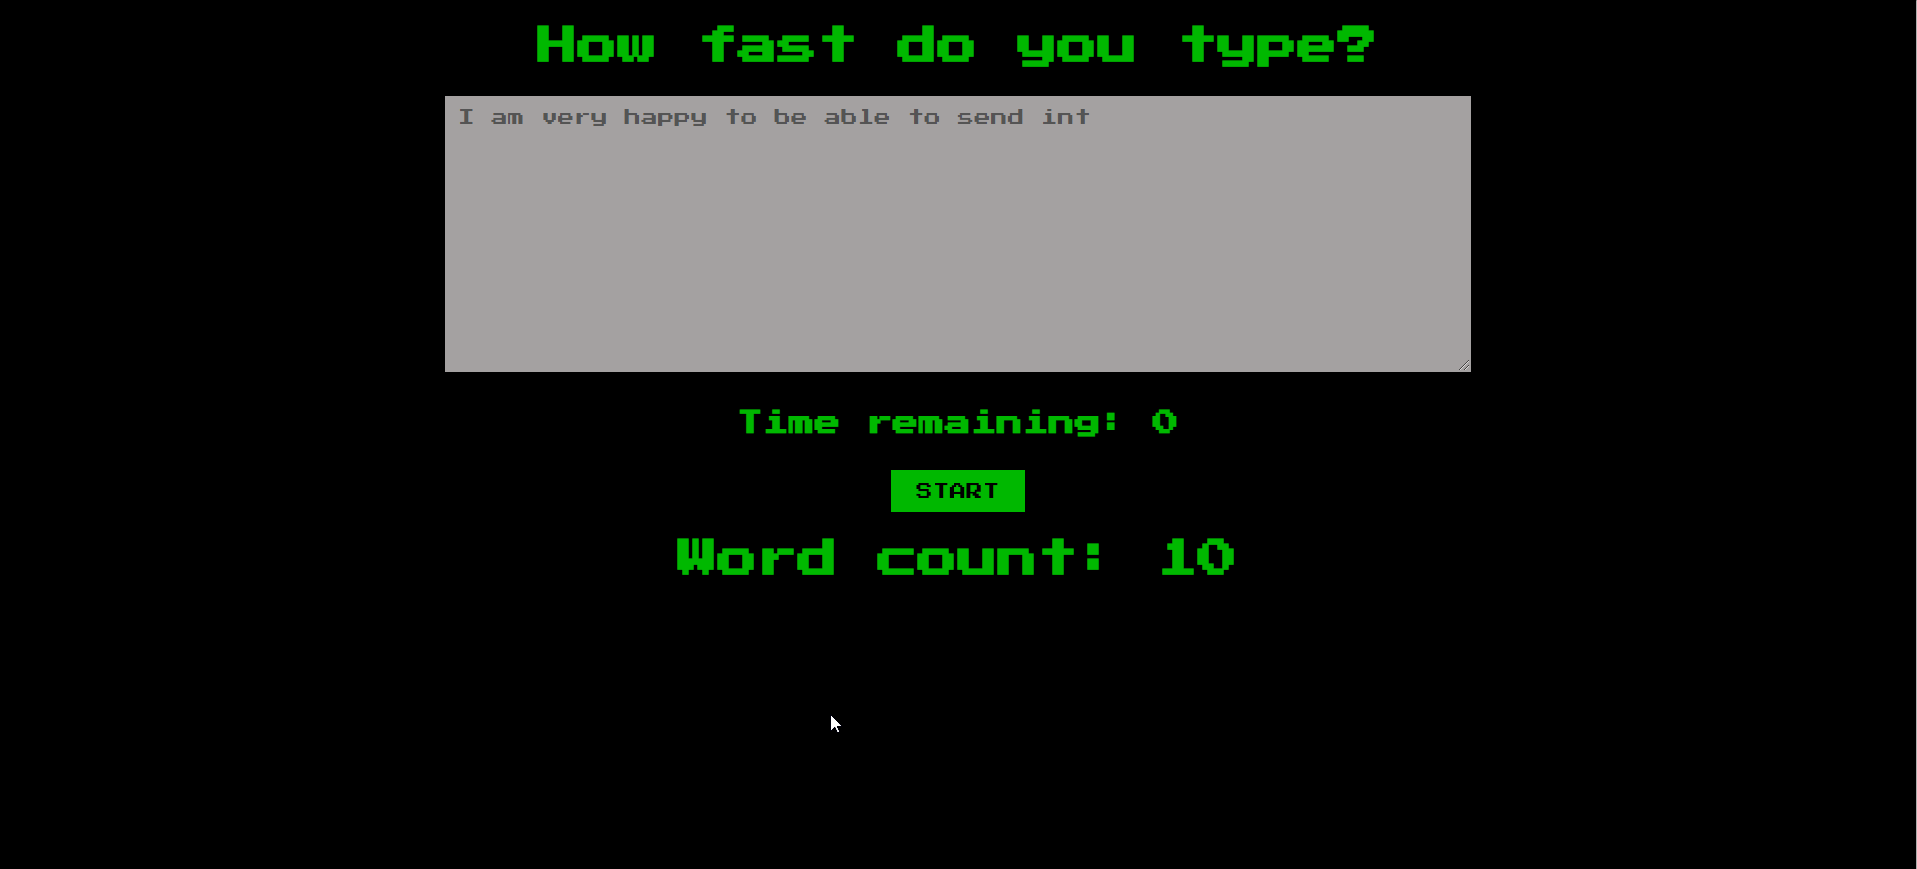 How fast do you type?
I am very happy to be able to send int
Time remaining: 0
START
Word count: 10